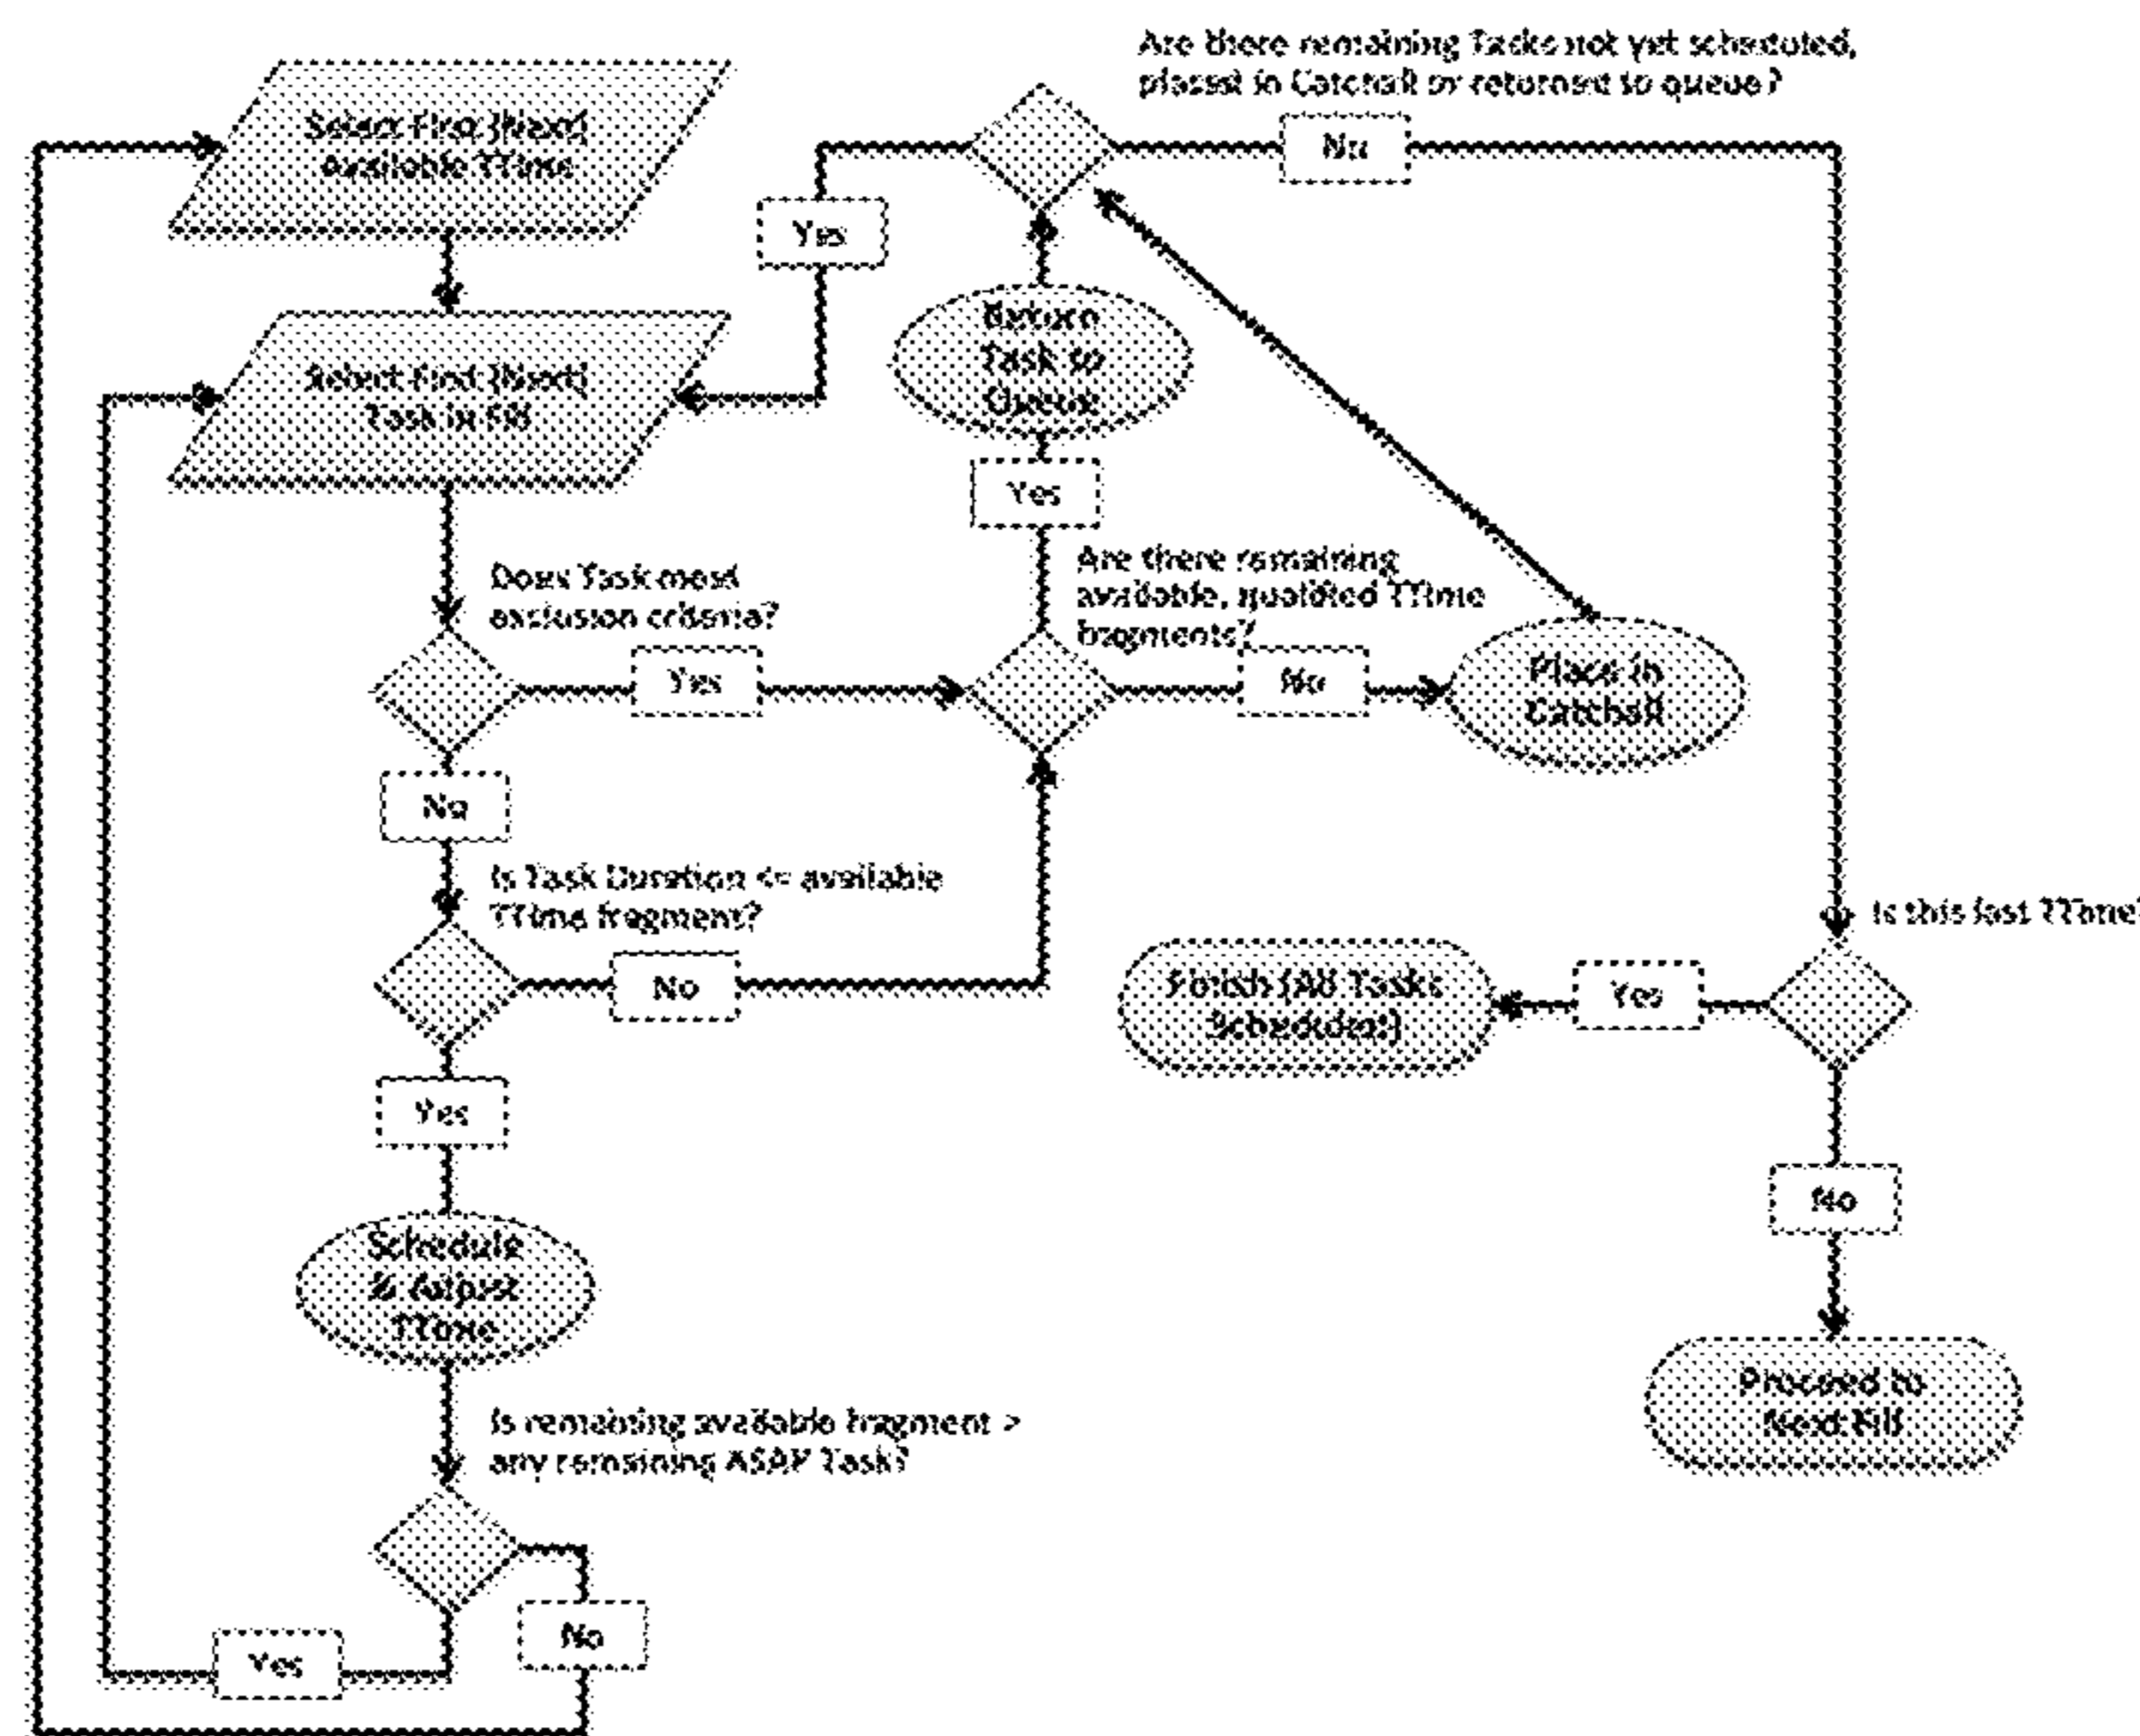 Are there remaining Tasks not yet scheduled,
placed in Catchall or returned to queue?
Select First [Next]
Available TTime
No
Yes
Return
Task to
Queue
Select First [Next]
Task in Fill
Yes
Does Task meet
exclusion criteria?
Are there remaining
available, qualified TTime
fragments?
Yes
No
Place in
Catchall
No
Is Task Duration <= available
TTime fragment?
No
Is this last TTime?
Finish (All Tasks
Scheduled)
Yes
Yes
No
Schedule
& Adjust
TTime
Proceed to
Next Fill
Is remaining available fragment >
any remaining ASAP Task?
No
Yes